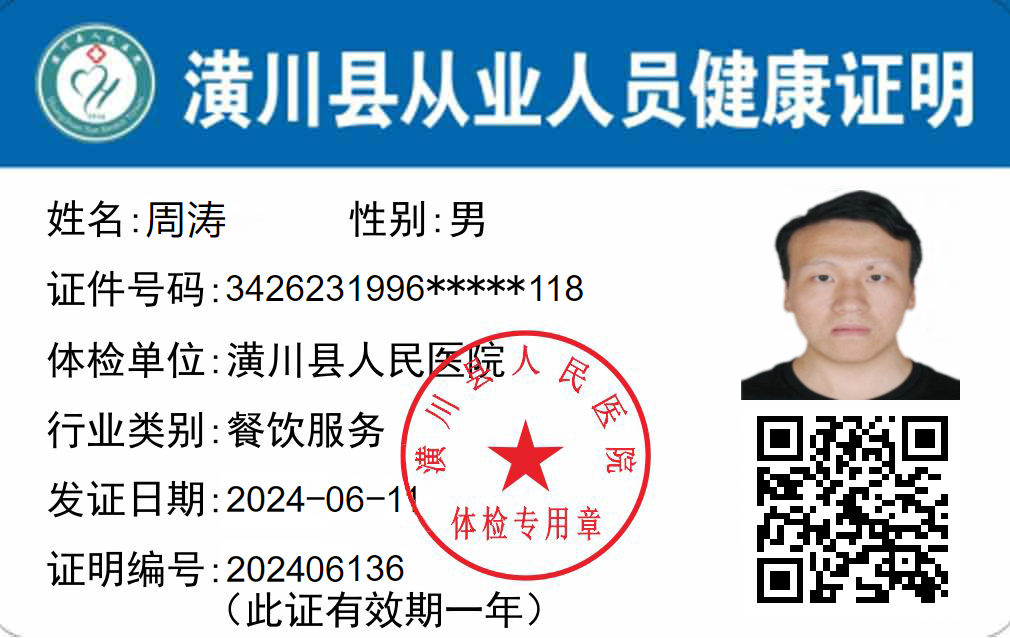 潢川县从业人员健康证明
姓名:周涛 性别:男
证件号码:3426231996*****118
体检单位:潢川县人民医院
行业类别:餐饮服务
发证日期:2024-06-11
证明编号:202406136
(此证有效期一年)
潢川县人民医院
体检专用章